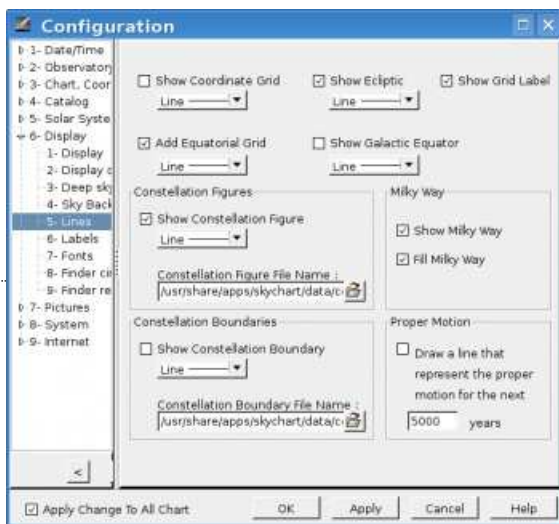 Configuration
1- Date/Time
2- Observatory
3- Chart, Coor
4- Catalog
5- Solar Syste
6- Display
1- Display
2- Display c
3- Deep sky
4- Sky Back
5- Lines
6- Labels
7- Fonts
8- Finder cir
9- Finder re
7- Pictures
8- System
9- Internet
<
Show Coordinate Grid
Show Ecliptic
Show Grid Label
Line
Line
Add Equatorial Grid
Show Galactic Equator
Line
Line
Constellation Figures
Show Constellation Figure
Line
Constellation Figure File Name :
/usr/share/apps/skychart/data/c
Milky Way
Show Milky Way
Fill Milky Way
Constellation Boundaries
Show Constellation Boundary
Line
Constellation Boundary File Name :
/usr/share/apps/skychart/data/c
Proper Motion
Draw a line that
represent the proper
motion for the next
5000 years
Apply Change To All Chart
OK
Apply
Cancel
Help